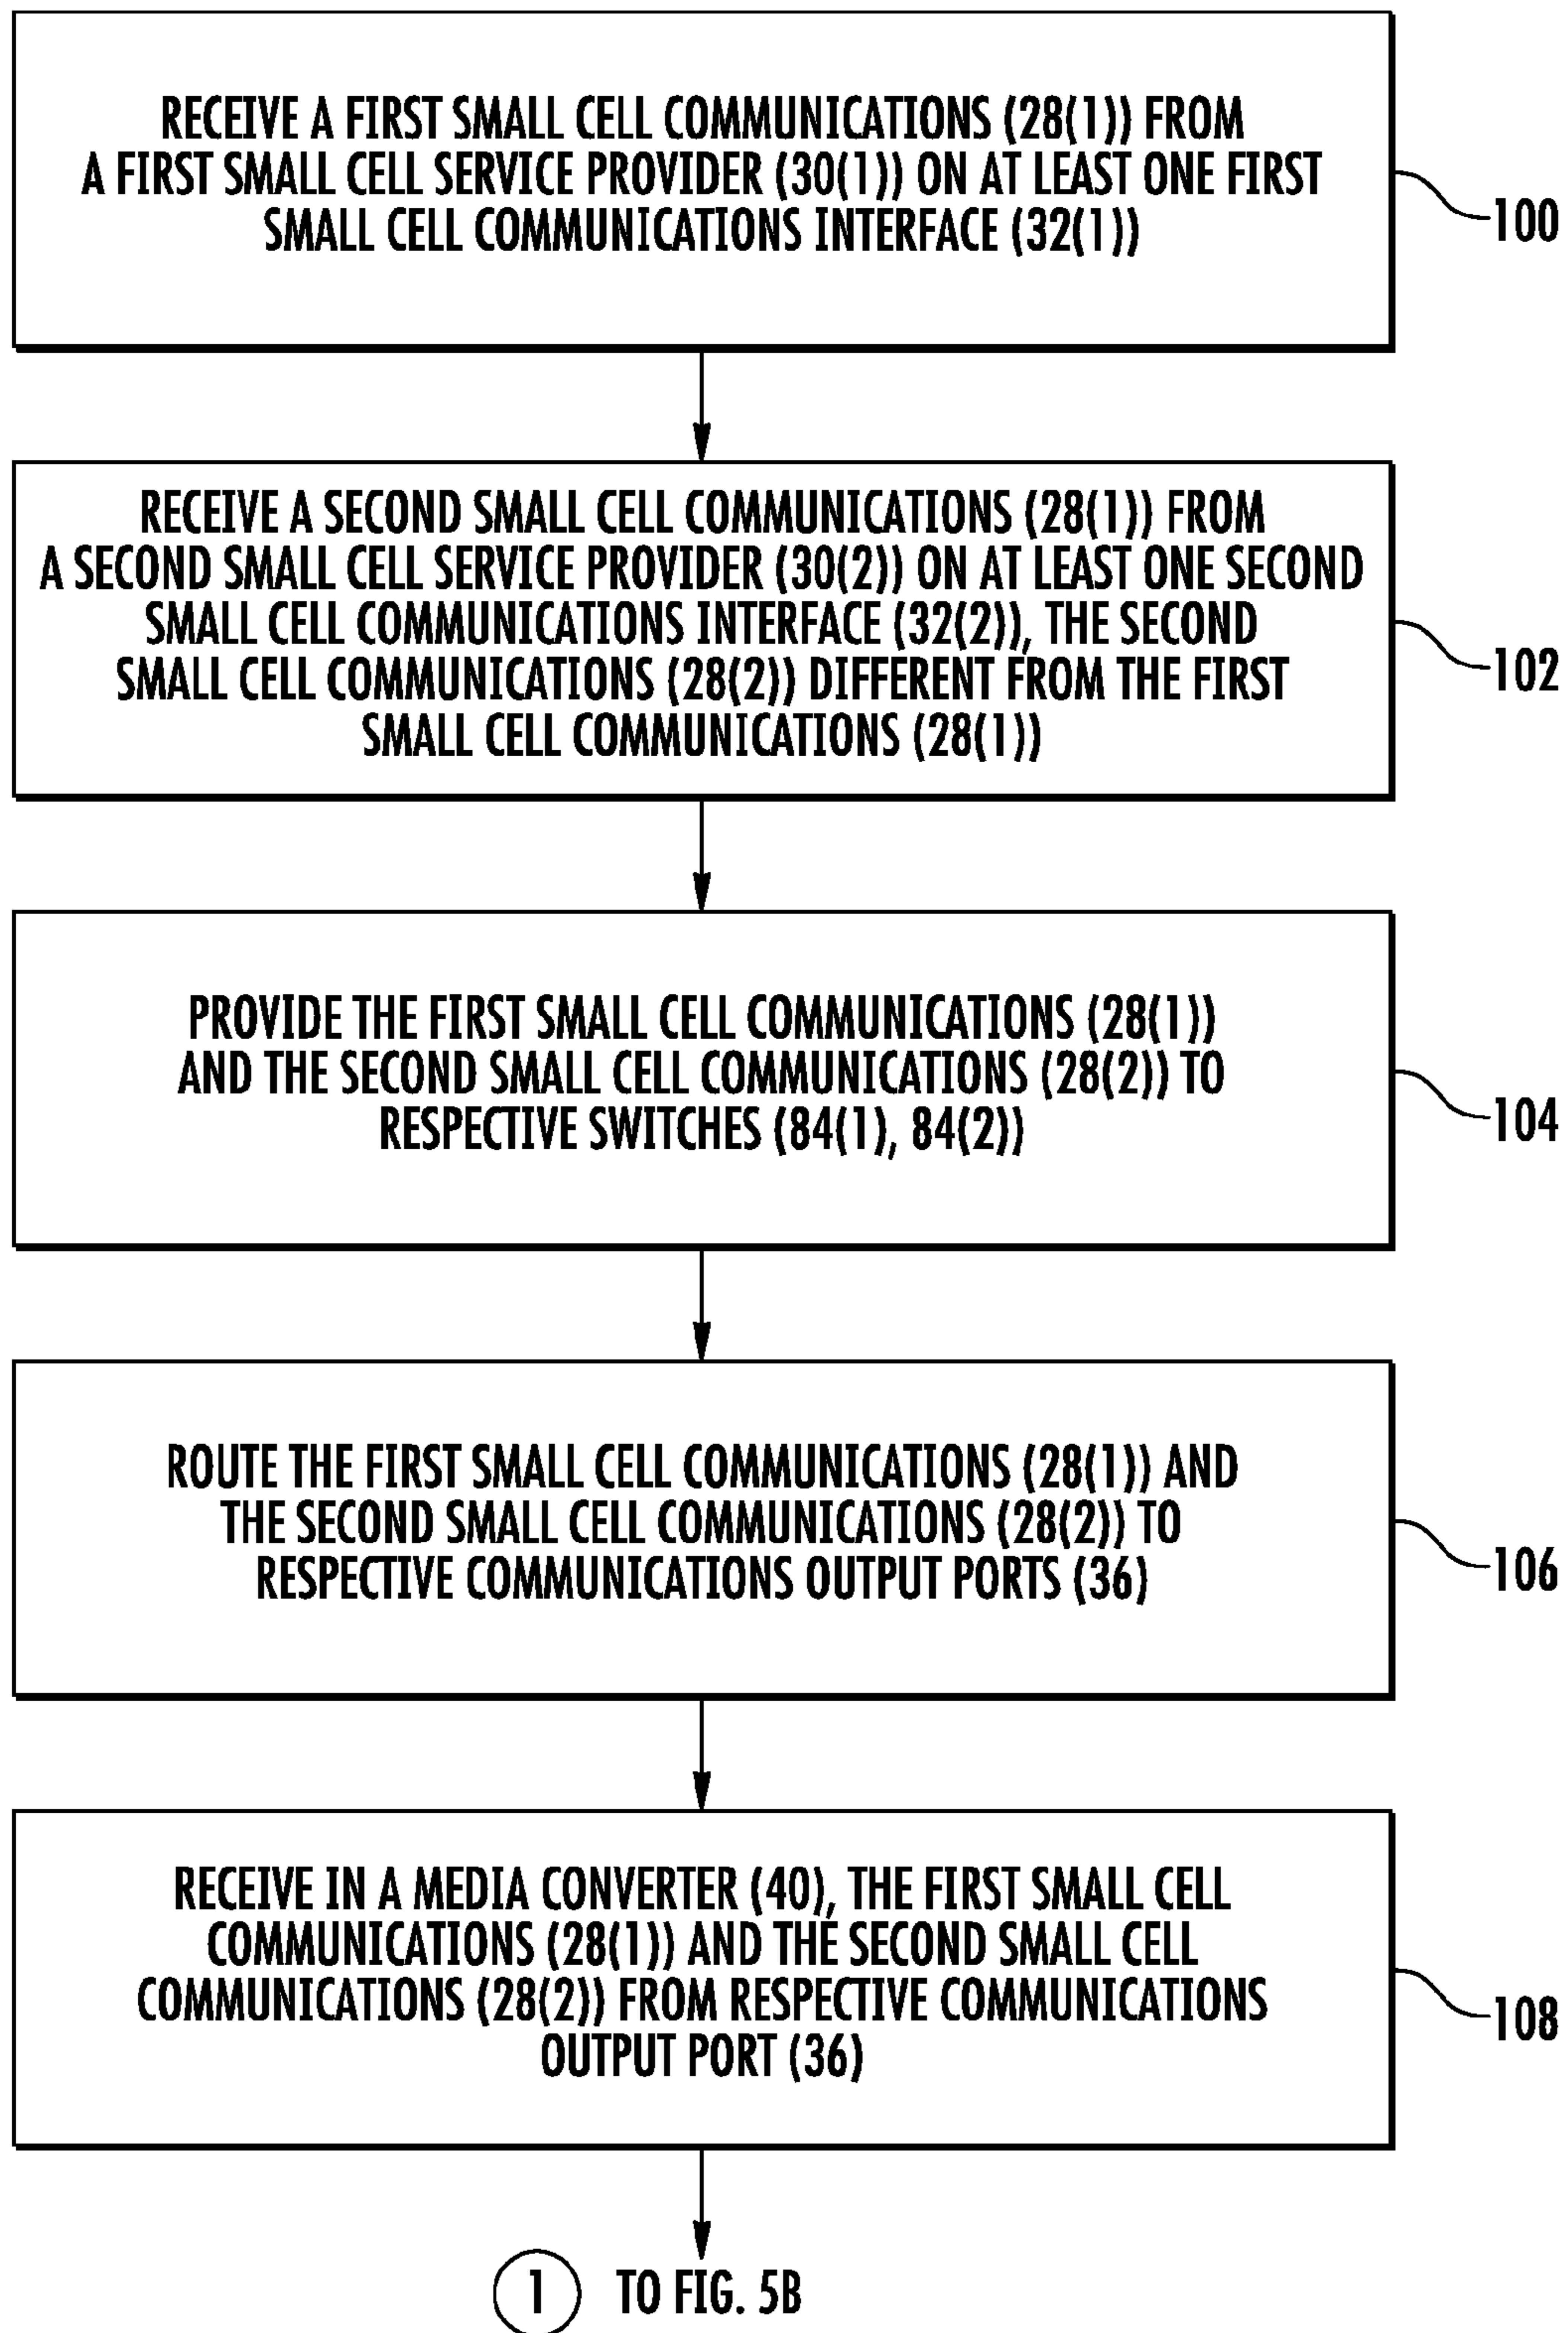 RECEIVE A FIRST SMALL CELL COMMUNICATIONS (28(1)) FROM
A FIRST SMALL CELL SERVICE PROVIDER (30(1)) ON AT LEAST ONE FIRST
SMALL CELL COMMUNICATIONS INTERFACE (32(1))
100
RECEIVE A SECOND SMALL CELL COMMUNICATIONS (28(1)) FROM
A SECOND SMALL CELL SERVICE PROVIDER (30(2)) ON AT LEAST ONE SECOND
SMALL CELL COMMUNICATIONS INTERFACE (32(2)), THE SECOND
SMALL CELL COMMUNICATIONS (28(2)) DIFFERENT FROM THE FIRST
SMALL CELL COMMUNICATIONS (28(1))
102
PROVIDE THE FIRST SMALL CELL COMMUNICATIONS (28(1))
AND THE SECOND SMALL CELL COMMUNICATIONS (28(2)) TO
RESPECTIVE SWITCHES (84(1), 84(2))
104
ROUTE THE FIRST SMALL CELL COMMUNICATIONS (28(1)) AND
THE SECOND SMALL CELL COMMUNICATIONS (28(2)) TO
RESPECTIVE COMMUNICATIONS OUTPUT PORTS (36)
106
RECEIVE IN A MEDIA CONVERTER (40), THE FIRST SMALL CELL
COMMUNICATIONS (28(1)) AND THE SECOND SMALL CELL
COMMUNICATIONS (28(2)) FROM RESPECTIVE COMMUNICATIONS
OUTPUT PORT (36)
108
1 TO FIG. 5B